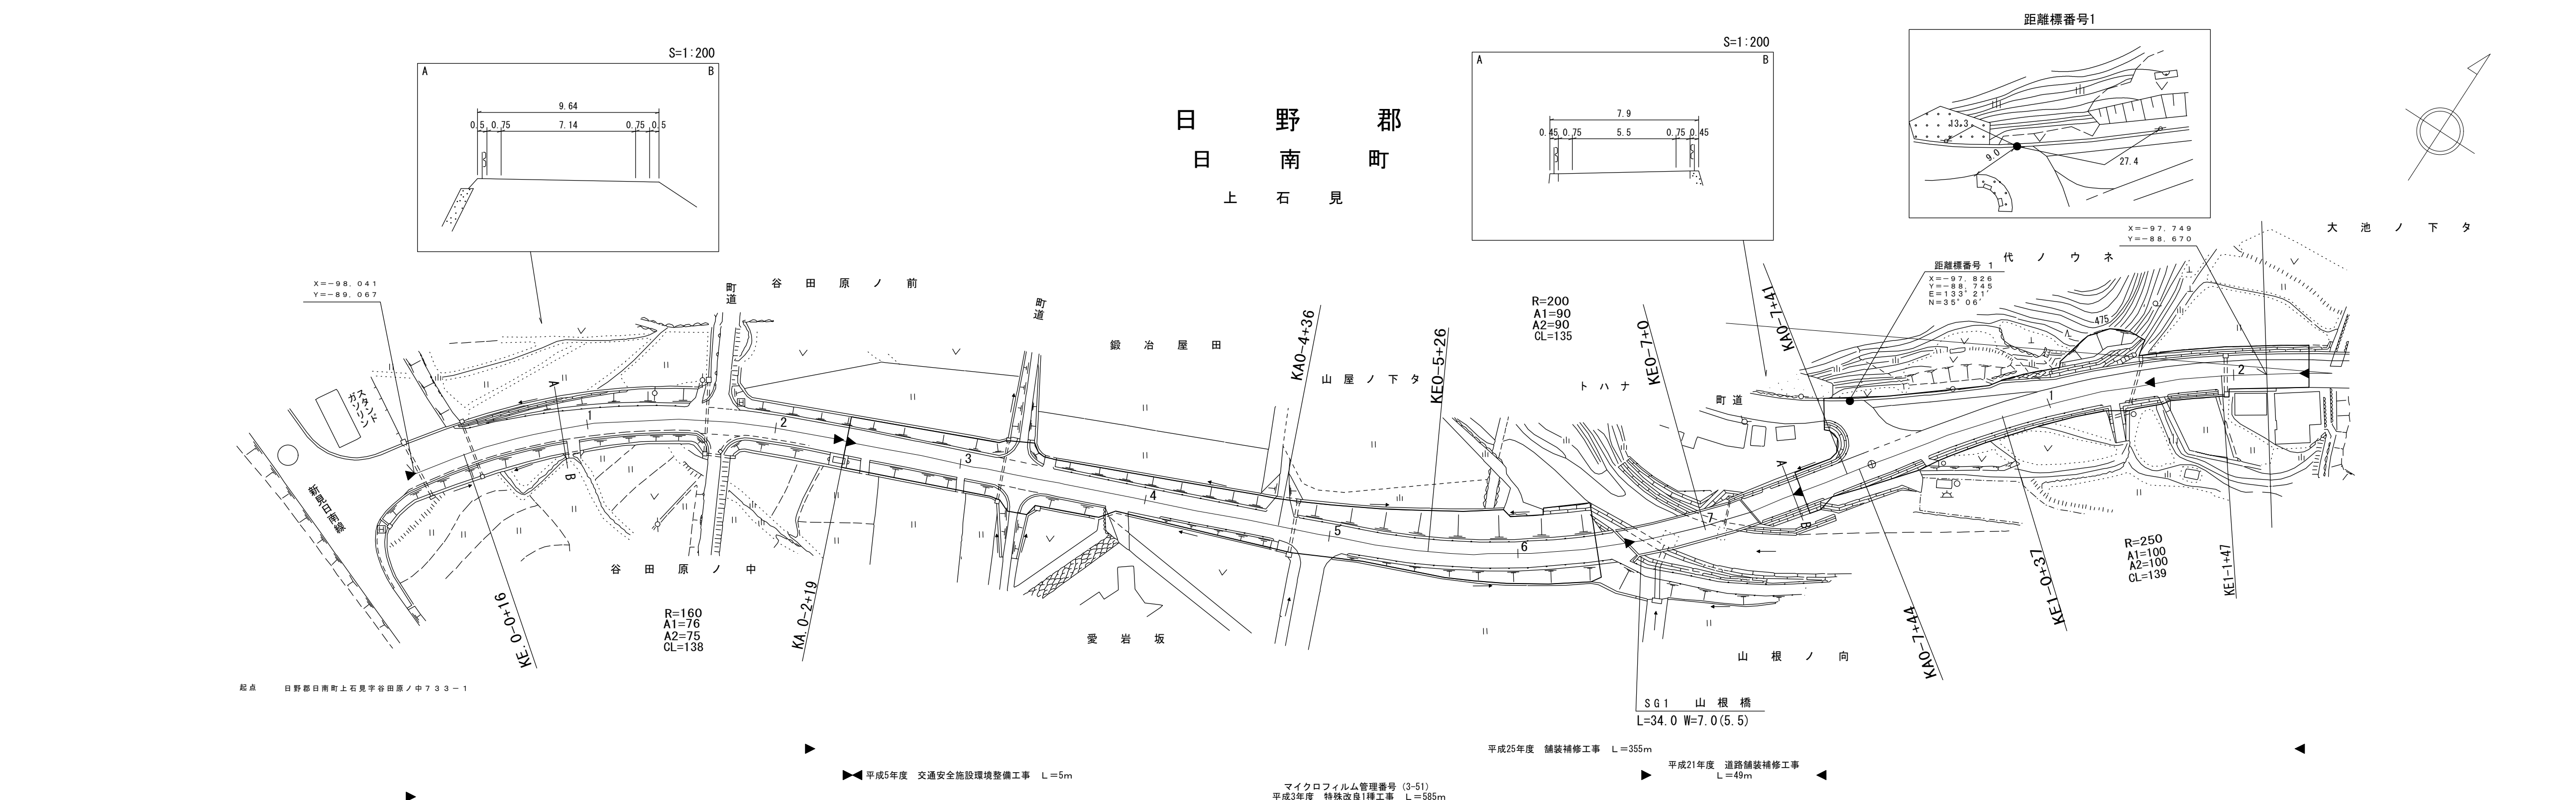 距離標番号1
S=1:200
S=1:200
A
B
9.64
0.5
0.75
7.14
0.75
0.5
A
B
7.9
0.45
0.75
5.5
0.75
0.45
13.3
9.0
27.4
日野郡
日南町
上石見
X=-97,749
Y=-88,670
大池ノ下タ
代ノウネ
距離標番号 1
X=-97,826
Y=-88,745
E=133°21′
N=35°06′
X=-98,041
Y=-89,067
町道
谷田原ノ前
町道
鍛冶屋田
KA0-4+36
山屋ノ下タ
KE0-5+26
R=200
A1=90
A2=90
CL=135
トハナ
KE0-7+0
KA0-7+41
町道
475
ガソリン
スタンド
新見日南線
A
B
1
2
3
4
5
6
7
A
B
1
2
谷田原ノ中
KE.0-0+16
R=160
A1=76
A2=75
CL=138
KA.0-2+19
愛岩坂
山根ノ向
KA0-7+44
KE1-0+37
R=250
A1=100
A2=100
CL=139
KE1-1+47
起点 日野郡日南町上石見字谷田原ノ中733-1
SG1 山根橋
L=34.0 W=7.0(5.5)
平成25年度 舗装補修工事 L=355m
平成5年度 交通安全施設環境整備工事 L=5m
平成21年度 道路舗装補修工事
L=49m
マイクロフィルム管理番号 (3-51)
平成3年度 特殊改良1種工事 L=585m